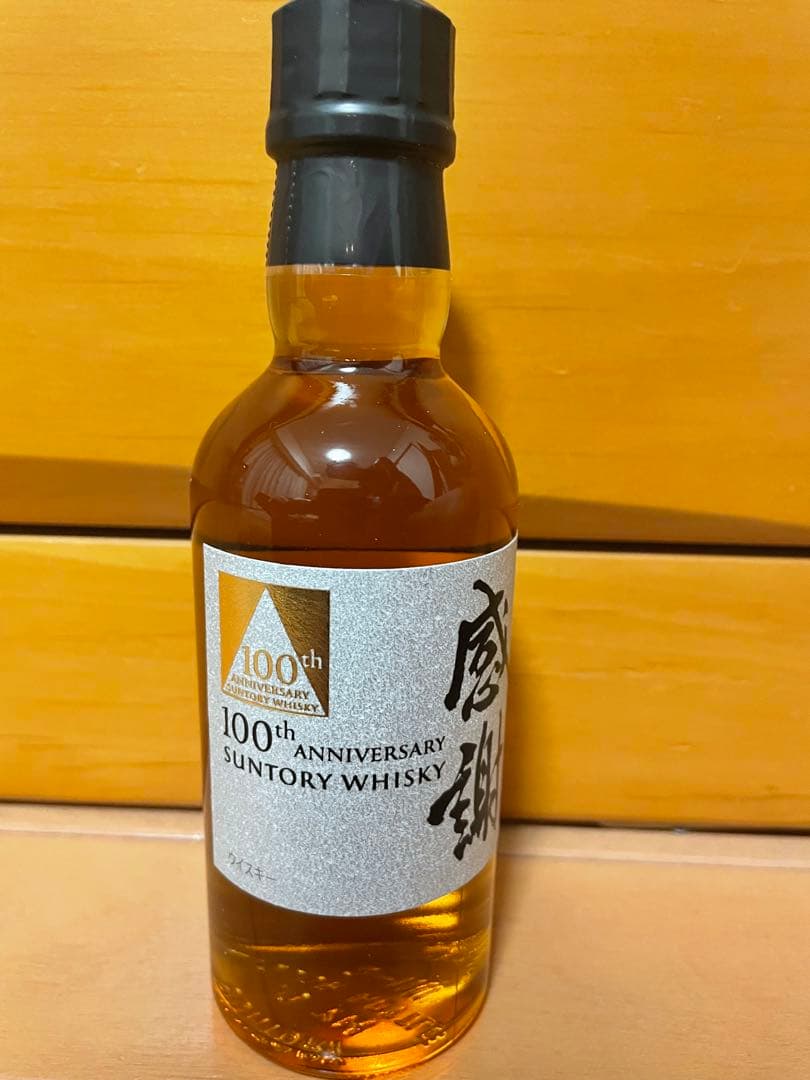 100th
ANNIVERSARY
SUNTORY WHISKY
100th ANNIVERSARY
SUNTORY WHISKY
感謝
ウイスキー